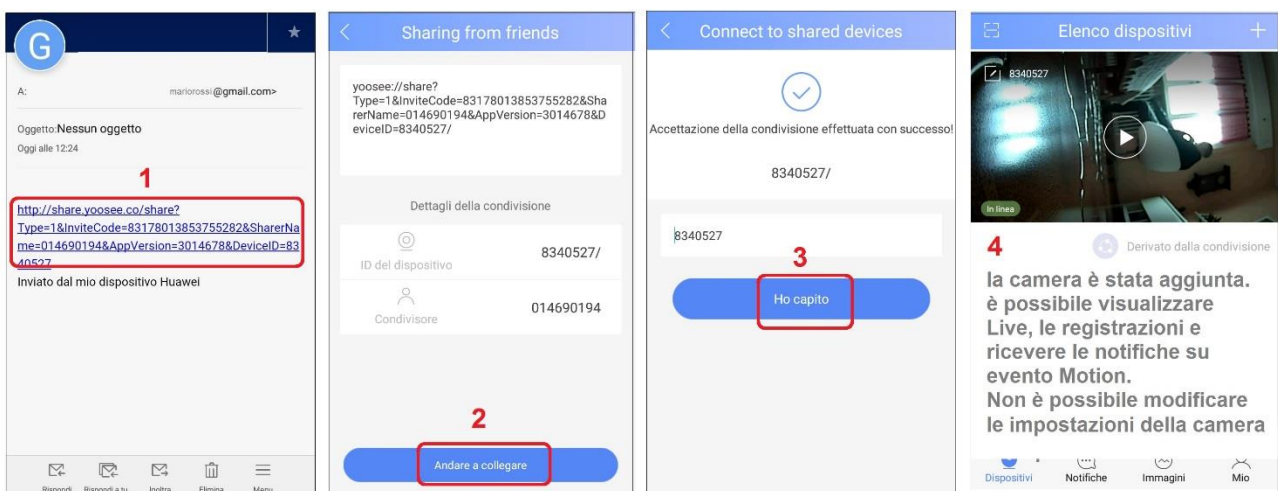 G
A:
mariorossi@gmail.com>
Oggetto:Nessun oggetto
Oggi alle 12:24
1
http://share.yoosee.co/share?
Type=1&InviteCode=83178013853755282&SharerNa
me=014690194&AppVersion=3014678&DeviceID=83
40527
Inviato dal mio dispositivo Huawei
Rispondi
Rispondi a tu
Inoltra
Elimina
Menu
Sharing from friends
yoosee://share?
Type=1&InviteCode=83178013853755282&Sha
rerName=014690194&AppVersion=3014678&D
eviceID=8340527/
Dettagli della condivisione
ID del dispositivo
8340527/
Condivisore
014690194
2
Andare a collegare
Connect to shared devices
Accettazione della condivisione effettuata con successo!
8340527/
8340527
3
Ho capito
Elenco dispositivi
8340527
In linea
4
Derivato dalla condivisione
la camera è stata aggiunta.
è possibile visualizzare
Live, le registrazioni e
ricevere le notifiche su
evento Motion.
Non è possibile modificare
le impostazioni della camera
Dispositivi
Notifiche
Immagini
Mio